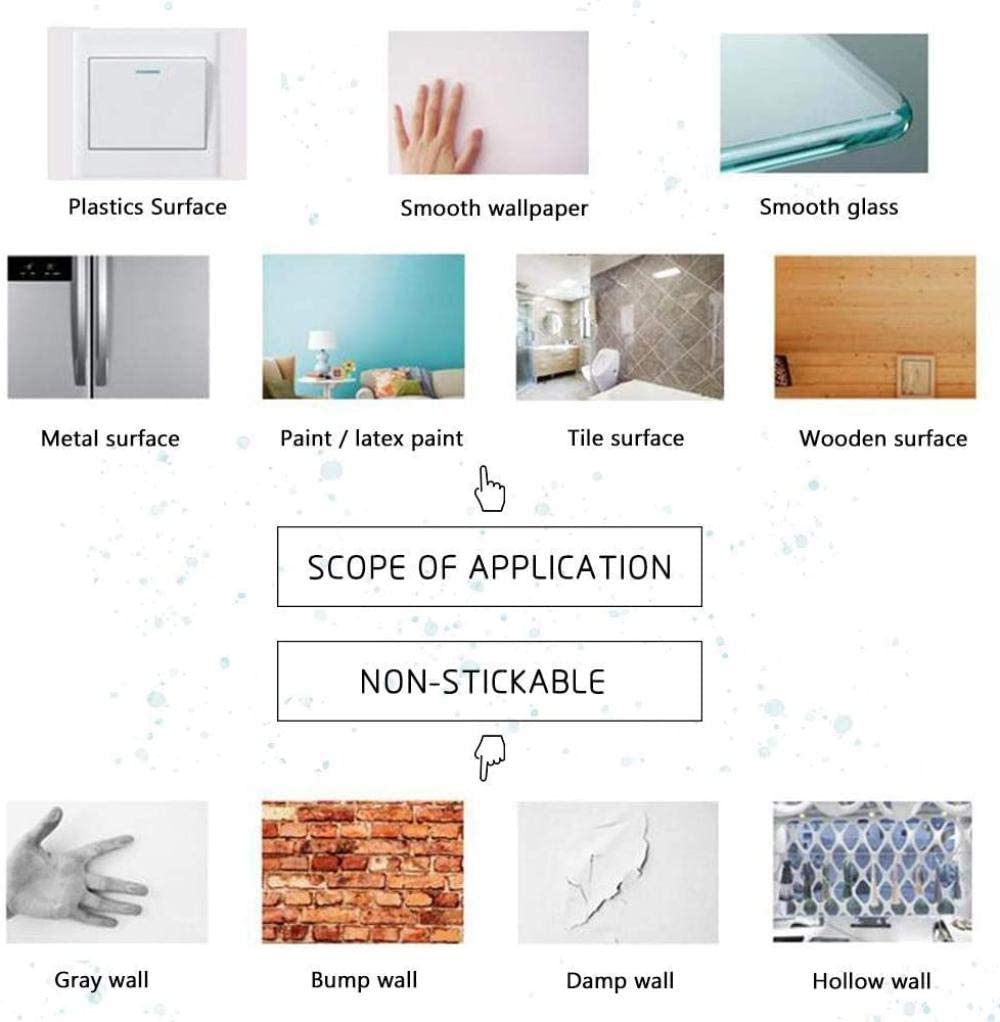 Plastics Surface
Smooth wallpaper
Smooth glass
Metal surface
Paint / latex paint
Tile surface
Wooden surface
SCOPE OF APPLICATION
NON-STICKABLE
Gray wall
Bump wall
Damp wall
Hollow wall